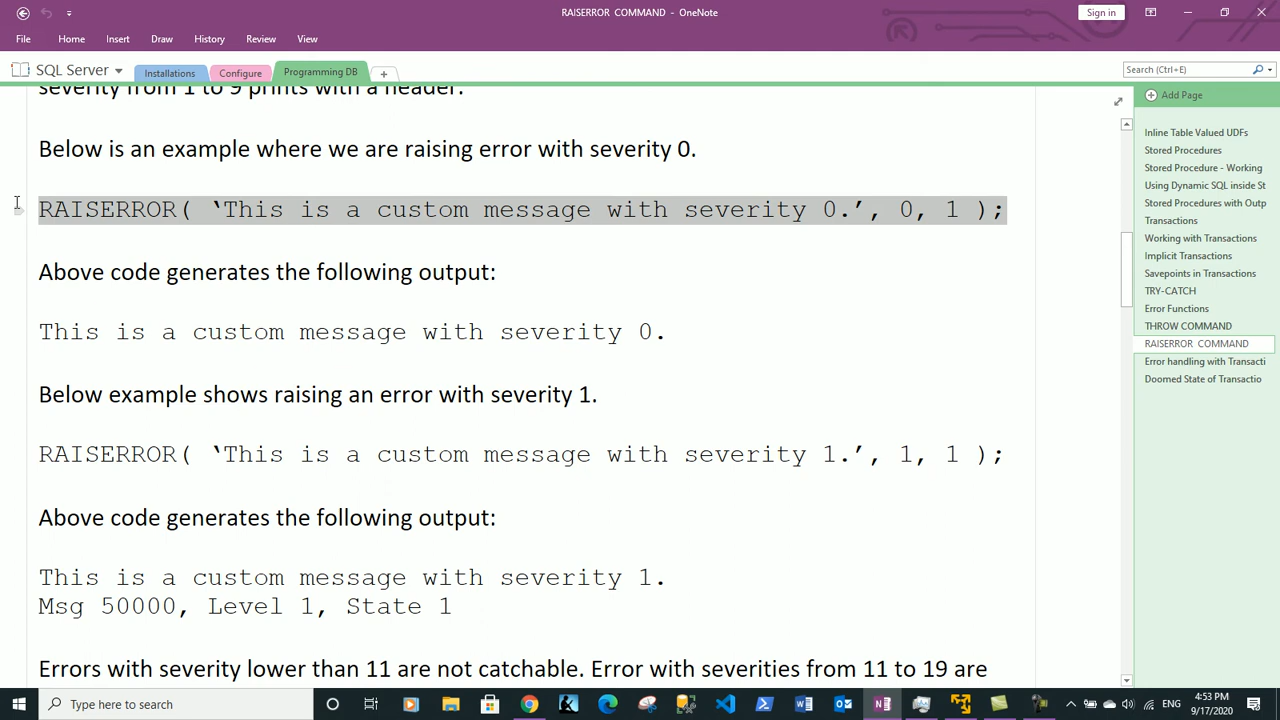 RAISERROR COMMAND - OneNote
Sign in
File Home Insert Draw History Review View
SQL Server Installations Configure Programming DB
Search (Ctrl+E)
Add Page
severity from 1 to 9 prints with a header.
Below is an example where we are raising error with severity 0.
RAISERROR( ‘This is a custom message with severity 0.’, 0, 1 );
Above code generates the following output:
This is a custom message with severity 0.
Below example shows raising an error with severity 1.
RAISERROR( ‘This is a custom message with severity 1.’, 1, 1 );
Above code generates the following output:
This is a custom message with severity 1.
Msg 50000, Level 1, State 1
Errors with severity lower than 11 are not catchable. Error with severities from 11 to 19 are
Inline Table Valued UDFs
Stored Procedures
Stored Procedure - Working
Using Dynamic SQL inside St
Stored Procedures with Outp
Transactions
Working with Transactions
Implicit Transactions
Savepoints in Transactions
TRY-CATCH
Error Functions
THROW COMMAND
RAISERROR COMMAND
Error handling with Transacti
Doomed State of Transactio
Type here to search
ENG
4:53 PM
9/17/2020